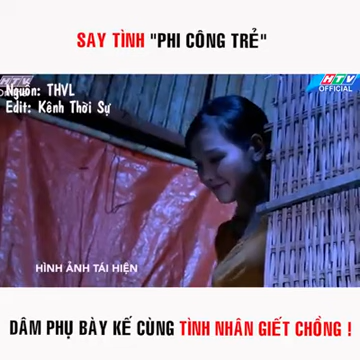 SAY TÌNH "PHI CÔNG TRẺ"
HTV
Nguồn: THVL
Edit: Kênh Thời Sự
HTV
OFFICIAL
HÌNH ẢNH TÁI HIỆN
DÂM PHỤ BÀY KẾ CÙNG TÌNH NHÂN GIẾT CHỒNG !